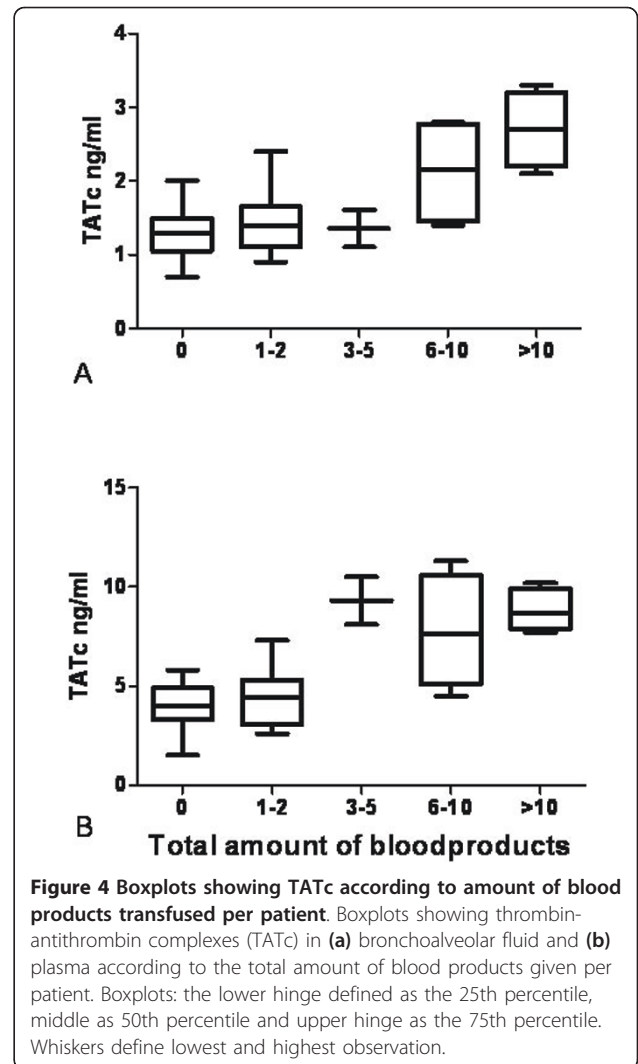 4
3
2
1
0
TATc ng/ml
0 1-2 3-5 6-10 >10
A
15
10
5
0
TATc ng/ml
0 1-2 3-5 6-10 >10
B
Total amount of bloodproducts
Figure 4 Boxplots showing TATc according to amount of blood
products transfused per patient. Boxplots showing thrombin-
antithrombin complexes (TATc) in (a) bronchoalveolar fluid and (b)
plasma according to the total amount of blood products given per
patient. Boxplots: the lower hinge defined as the 25th percentile,
middle as 50th percentile and upper hinge as the 75th percentile.
Whiskers define lowest and highest observation.